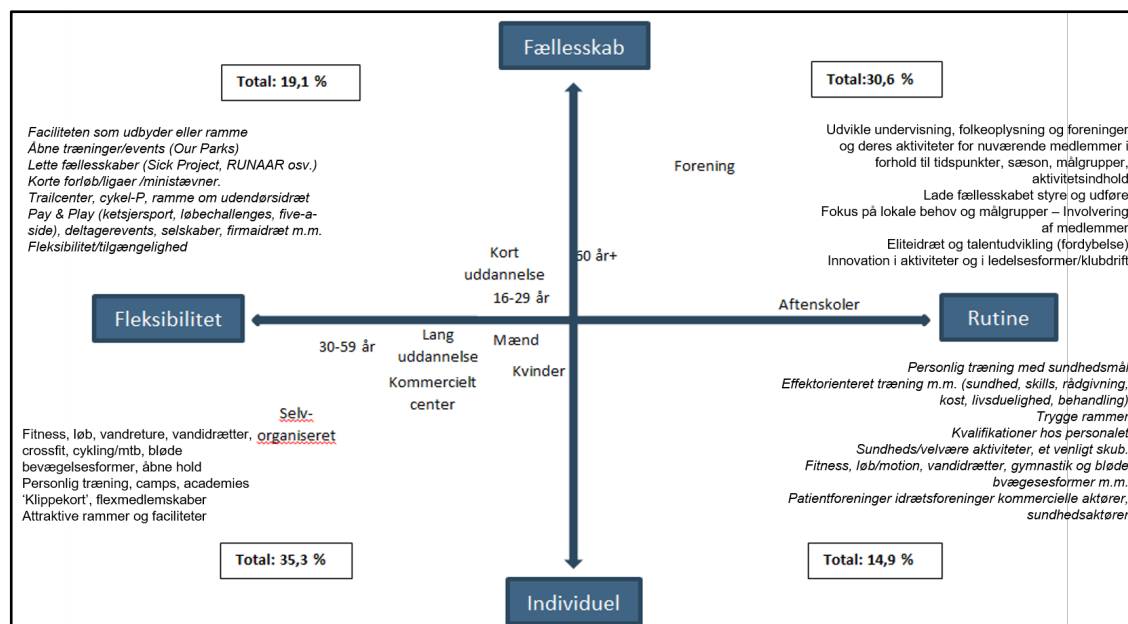 Fællesskab
Total: 19,1 %
Total:30,6 %
Faciliteten som udbyder eller ramme
Åbne træninger/events (Our Parks)
Lette fællesskaber (Sick Project, RUNAAR osv.)
Korte forløb/ligaer /ministævner.
Trailcenter, cykel-P, ramme om udendørsidræt
Pay & Play (ketsjersport, løbechallenges, five-a-
side), deltagerevents, selskaber, firmaidræt m.m.
Fleksibilitet/tilgængelighed
Udvikle undervisning, folkeoplysning og foreninger
og deres aktiviteter for nuværende medlemmer i
forhold til tidspunkter, sæson, målgrupper,
aktivitetsindhold
Lade fællesskabet styre og udføre
Fokus på lokale behov og målgrupper – Involvering
af medlemmer
Eliteidræt og talentudvikling (fordybelse)
Innovation i aktiviteter og i ledelsesformer/klubdrift
Forening
Kort
uddannelse
60 år+
16-29 år
Aftenskoler
Fleksibilitet
Rutine
30-59 år
Lang
uddannelse
Mænd
Kvinder
Kommercielt
center
Selv-
organiseret
Fitness, løb, vandreture, vandidrætter,
crossfit, cykling/mtb, bløde
bevægelsesformer, åbne hold
Personlig træning, camps, academies
‘Klippekort’, flexmedlemskaber
Attraktive rammer og faciliteter
Personlig træning med sundhedsmål
Effektorienteret træning m.m. (sundhed, skills, rådgivning,
kost, livsduelighed, behandling)
Trygge rammer
Kvalifikationer hos personalet
Sundheds/velvære aktiviteter, et venligt skub.
Fitness, løb/motion, vandidrætter, gymnastik og bløde
bvægesesformer m.m.
Patientforeninger idrætsforeninger kommercielle aktører,
sundhedsaktører
Total: 35,3 %
Total: 14,9 %
Individuel